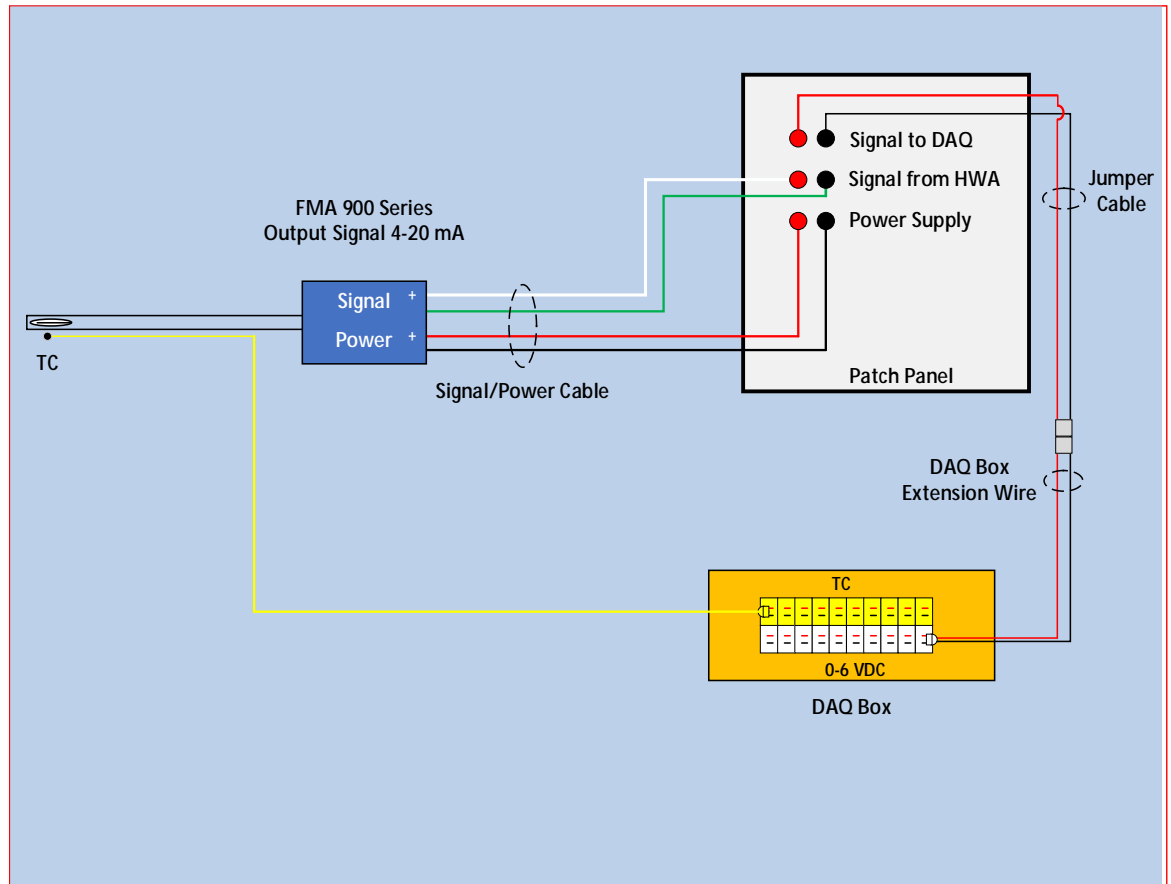 FMA 900 Series
Output Signal 4-20 mA
Signal +
Power +
TC
Signal/Power Cable
Signal to DAQ
Signal from HWA
Power Supply
Patch Panel
Jumper
Cable
DAQ Box
Extension Wire
TC
0-6 VDC
DAQ Box